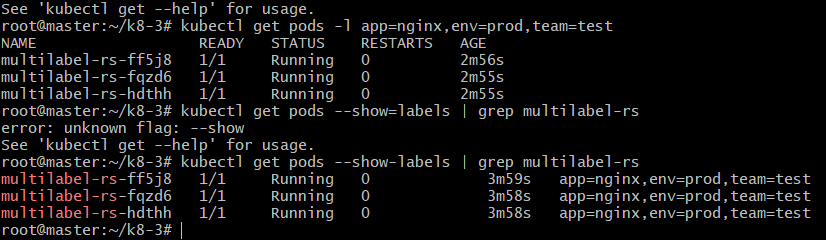 See 'kubectl get --help' for usage.
root@master:~/k8-3# kubectl get pods -l app=nginx,env=prod,team=test
NAME READY STATUS RESTARTS AGE
multilabel-rs-ff5j8 1/1 Running 0 2m56s
multilabel-rs-fqzd6 1/1 Running 0 2m55s
multilabel-rs-hdthh 1/1 Running 0 2m55s
root@master:~/k8-3# kubectl get pods --show=labels | grep multilabel-rs
error: unknown flag: --show
See 'kubectl get --help' for usage.
root@master:~/k8-3# kubectl get pods --show-labels | grep multilabel-rs
multilabel-rs-ff5j8 1/1 Running 0 3m59s app=nginx,env=prod,team=test
multilabel-rs-fqzd6 1/1 Running 0 3m58s app=nginx,env=prod,team=test
multilabel-rs-hdthh 1/1 Running 0 3m58s app=nginx,env=prod,team=test
root@master:~/k8-3#